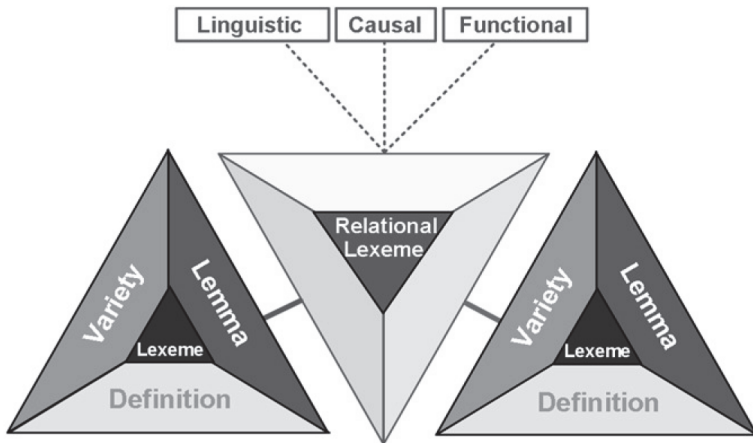 Linguistic
Causal
Functional
Relational
Lexeme
Variety
Lemma
Lexeme
Definition
Variety
Lemma
Lexeme
Definition